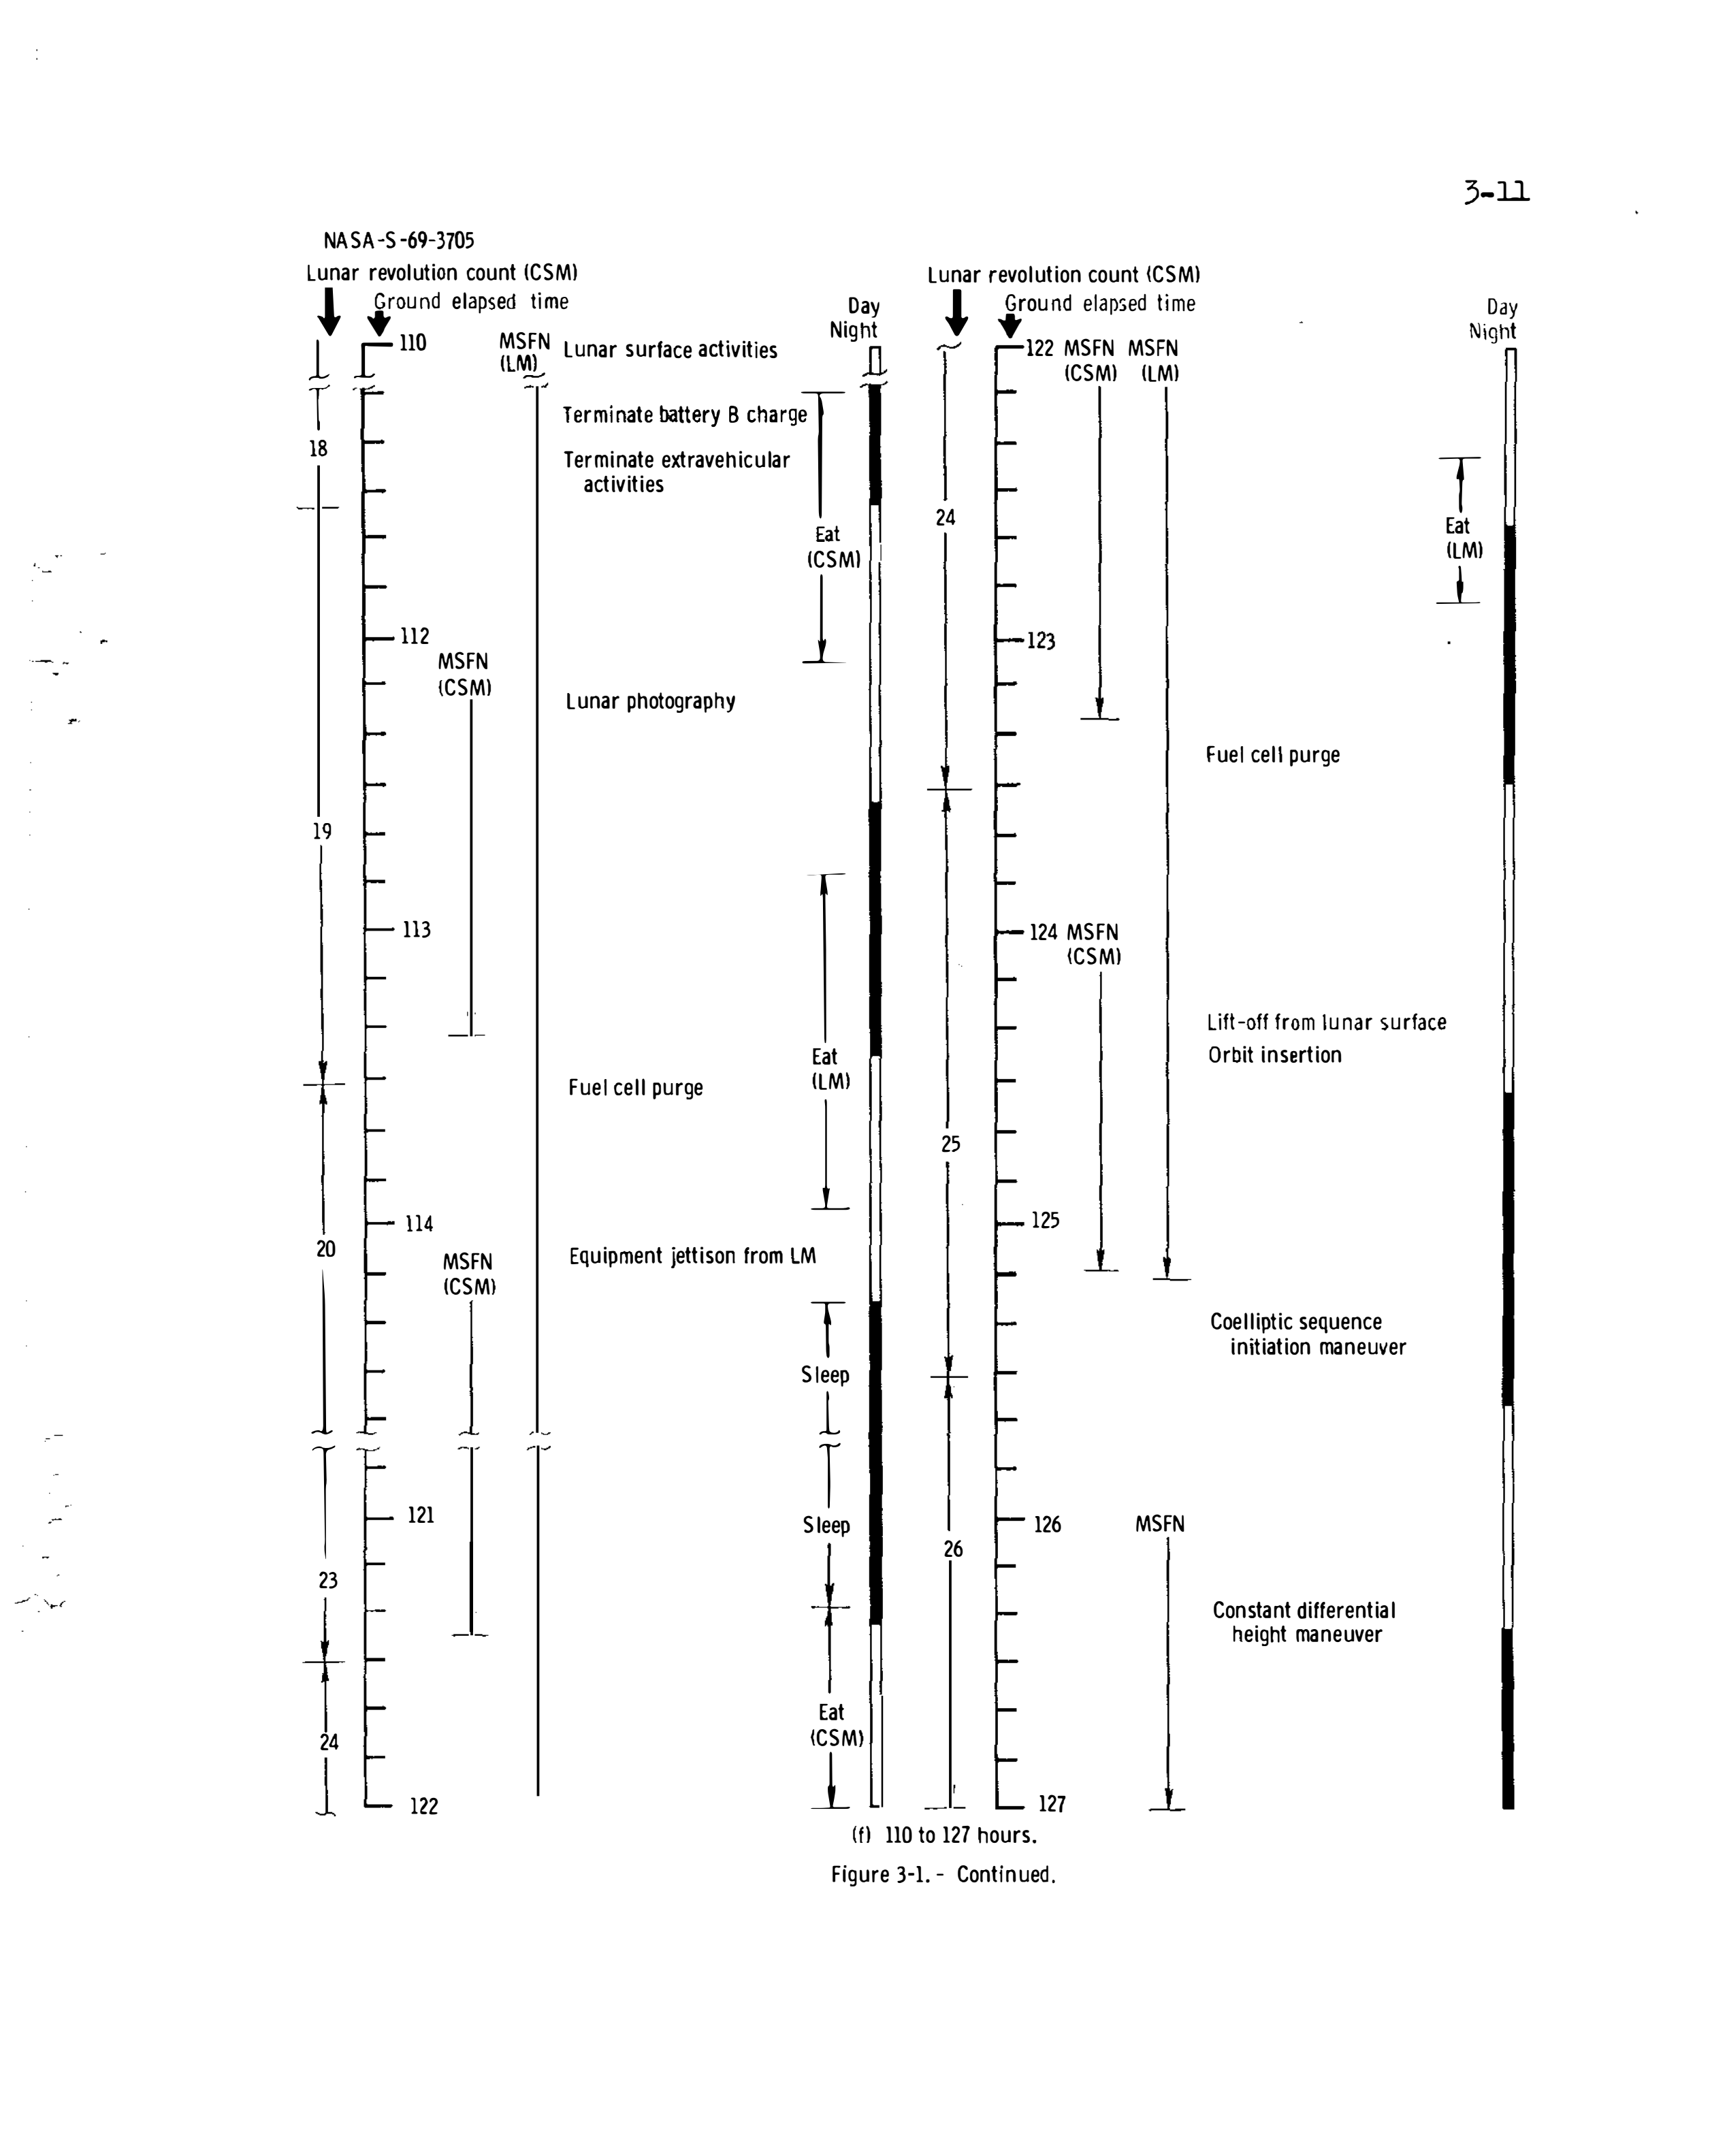 3-11
NASA-S-69-3705
Lunar revolution count (CSM)
Ground elapsed time
Day
Night
110
MSFN
(LM)
Lunar surface activities
Terminate battery B charge
18
Terminate extravehicular
activities
Eat
(CSM)
112
MSFN
(CSM)
Lunar photography
19
113
Eat
(LM)
Fuel cell purge
114
20
MSFN
(CSM)
Equipment jettison from LM
Sleep
121
Sleep
23
Eat
(CSM)
24
122
Lunar revolution count (CSM)
Ground elapsed time
Day
Night
122 MSFN MSFN
(CSM) (LM)
24
Eat
(LM)
123
Fuel cell purge
124 MSFN
(CSM)
Lift-off from lunar surface
Orbit insertion
25
125
Coelliptic sequence
initiation maneuver
126
MSFN
26
Constant differential
height maneuver
127
(f) 110 to 127 hours.
Figure 3-1. - Continued.